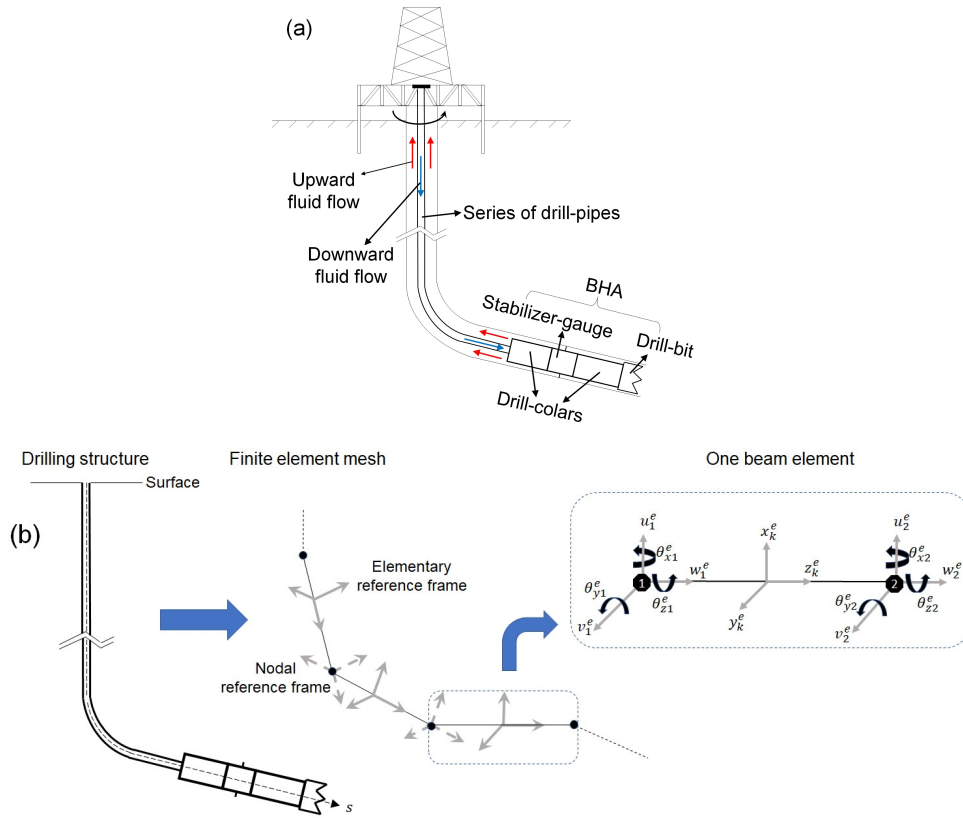 (a)
Upward
fluid flow
Series of drill-pipes
Downward
fluid flow
BHA
Stabilizer-gauge
Drill-bit
Drill-colars
(b)
Drilling structure
Surface
s
Finite element mesh
Elementary
reference frame
Nodal
reference frame
One beam element
u₁ᵉ
θₓ₁ᵉ
w₁ᵉ
θy₁ᵉ
1
θz₁ᵉ
v₁ᵉ
xₖᵉ
zₖᵉ
yₖᵉ
u₂ᵉ
θₓ₂ᵉ
w₂ᵉ
θy₂ᵉ
2
θz₂ᵉ
v₂ᵉ